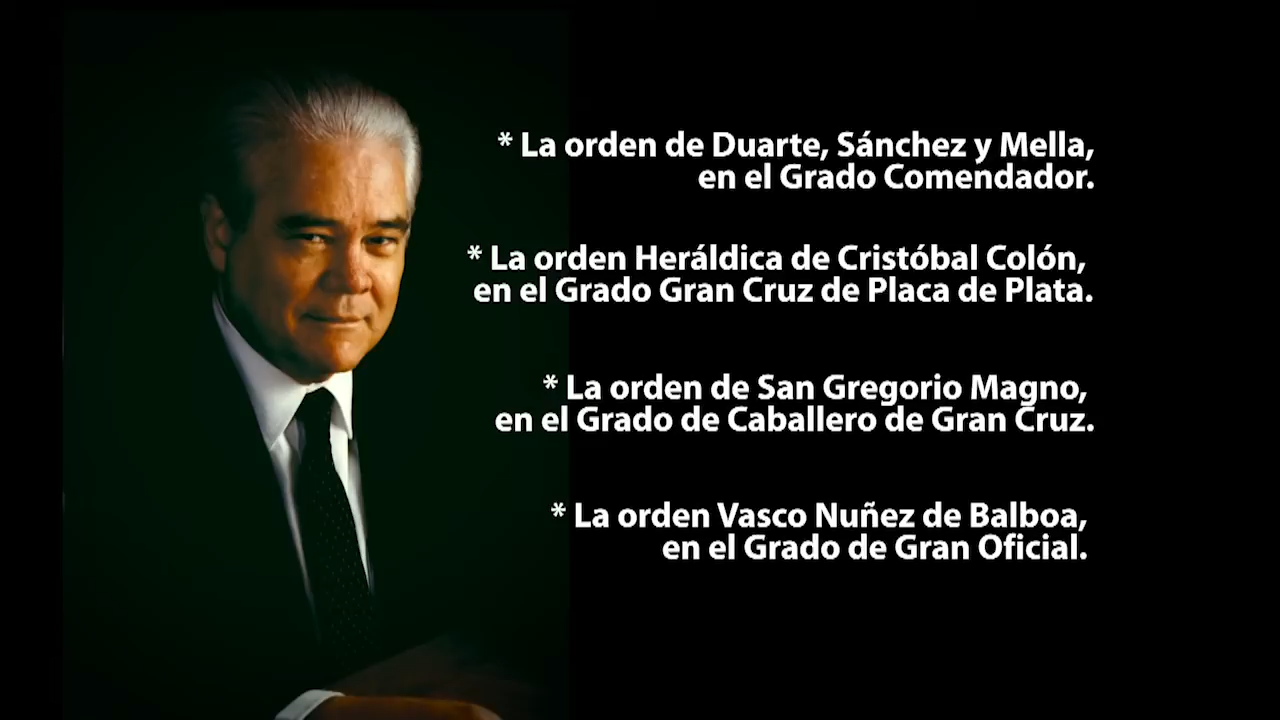 * La orden de Duarte, Sánchez y Mella,
en el Grado Comendador.
* La orden Heráldica de Cristóbal Colón,
en el Grado Gran Cruz de Placa de Plata.
* La orden de San Gregorio Magno,
en el Grado de Caballero de Gran Cruz.
* La orden Vasco Nuñez de Balboa,
en el Grado de Gran Oficial.